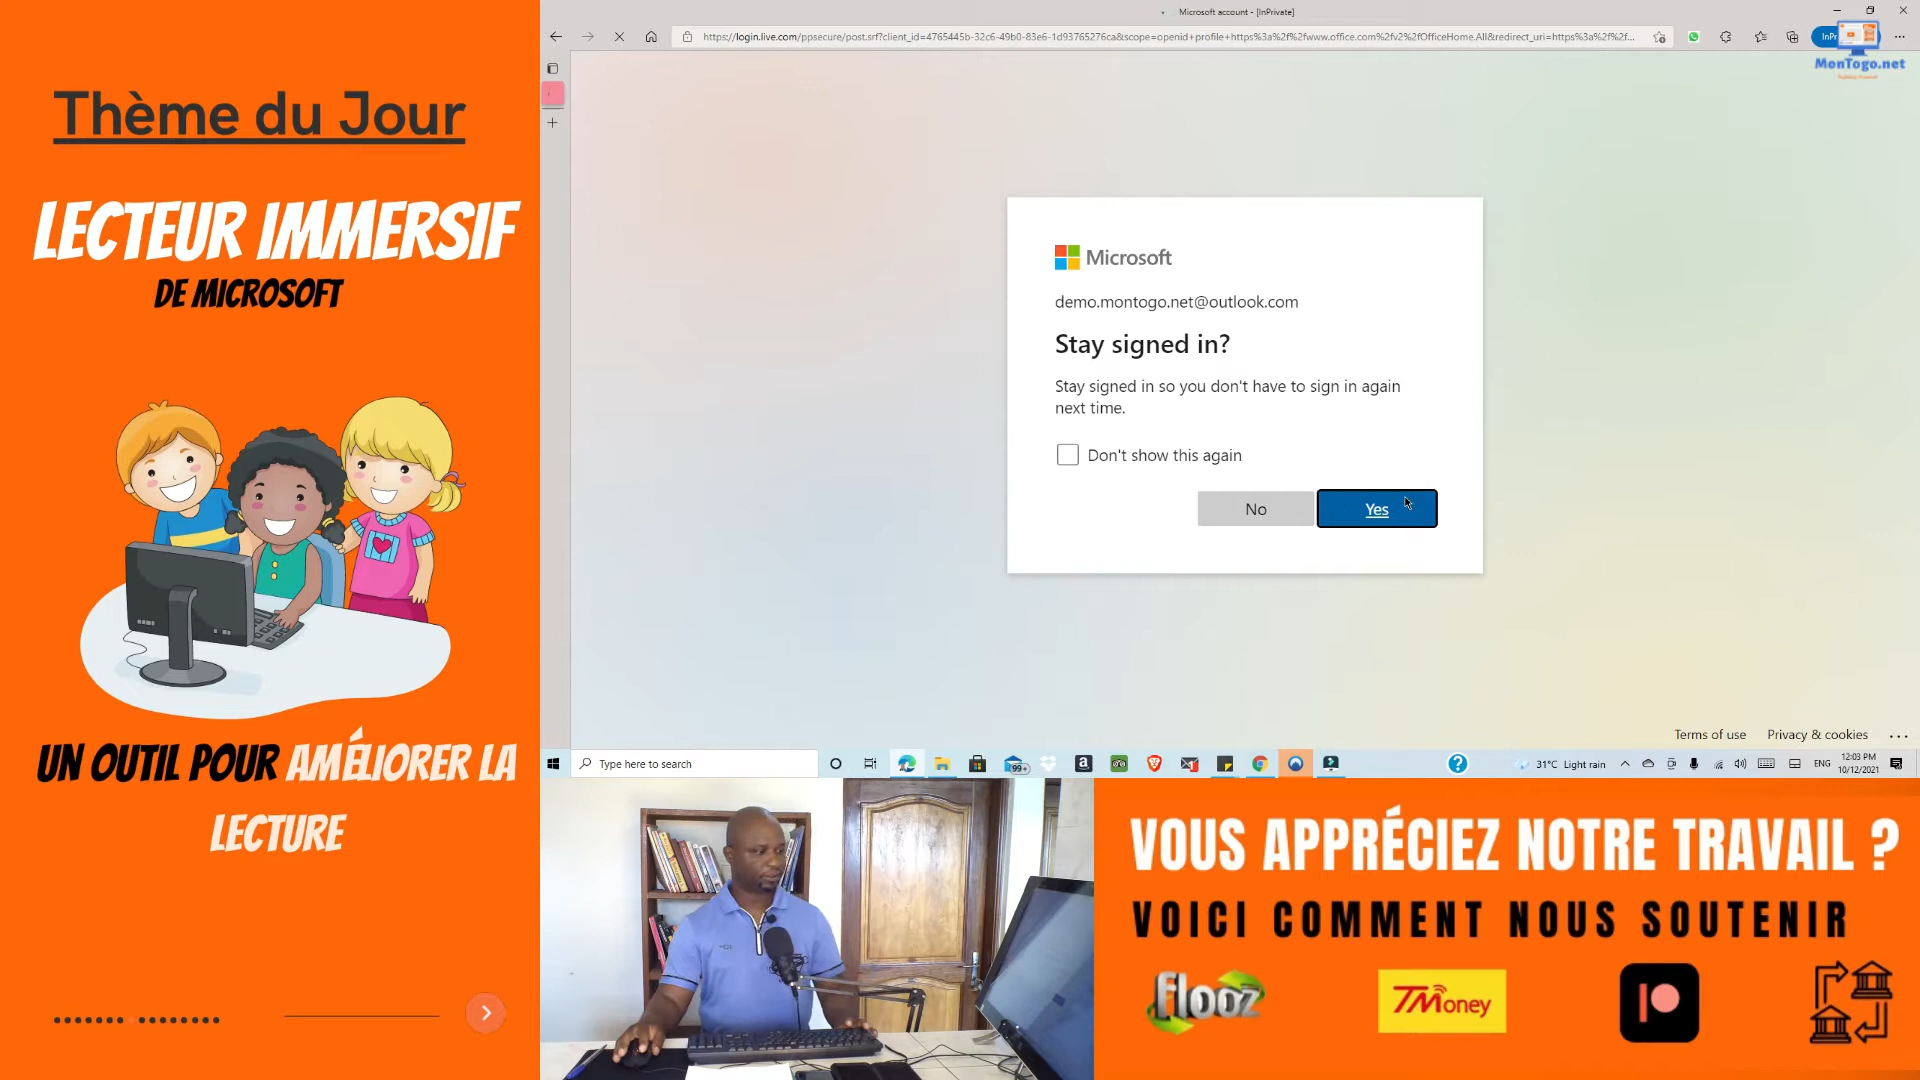 Thème du Jour
LECTEUR IMMERSIF
DE MICROSOFT
UN OUTIL POUR AMÉLIORER LA
LECTURE
Microsoft account - [InPrivate]
https://login.live.com/ppsecure/post.srf?client_id=4765445b-32c6-49b0-83e6-1d93765276ca&scope=openid+profile+https%3a%2f%2fwww.office.com%2fv2%2fOfficeHome.All&redirect_uri=https%3a%2f%2f...
InPr
MonTogo.net
Microsoft
demo.montogo.net@outlook.com
Stay signed in?
Stay signed in so you don't have to sign in again
next time.
Don't show this again
No
Yes
Terms of use
Privacy & cookies
Type here to search
99+
31°C Light rain
ENG
12:03 PM
10/12/2021
VOUS APPRÉCIEZ NOTRE TRAVAIL ?
VOICI COMMENT NOUS SOUTENIR
flooz
TMoney